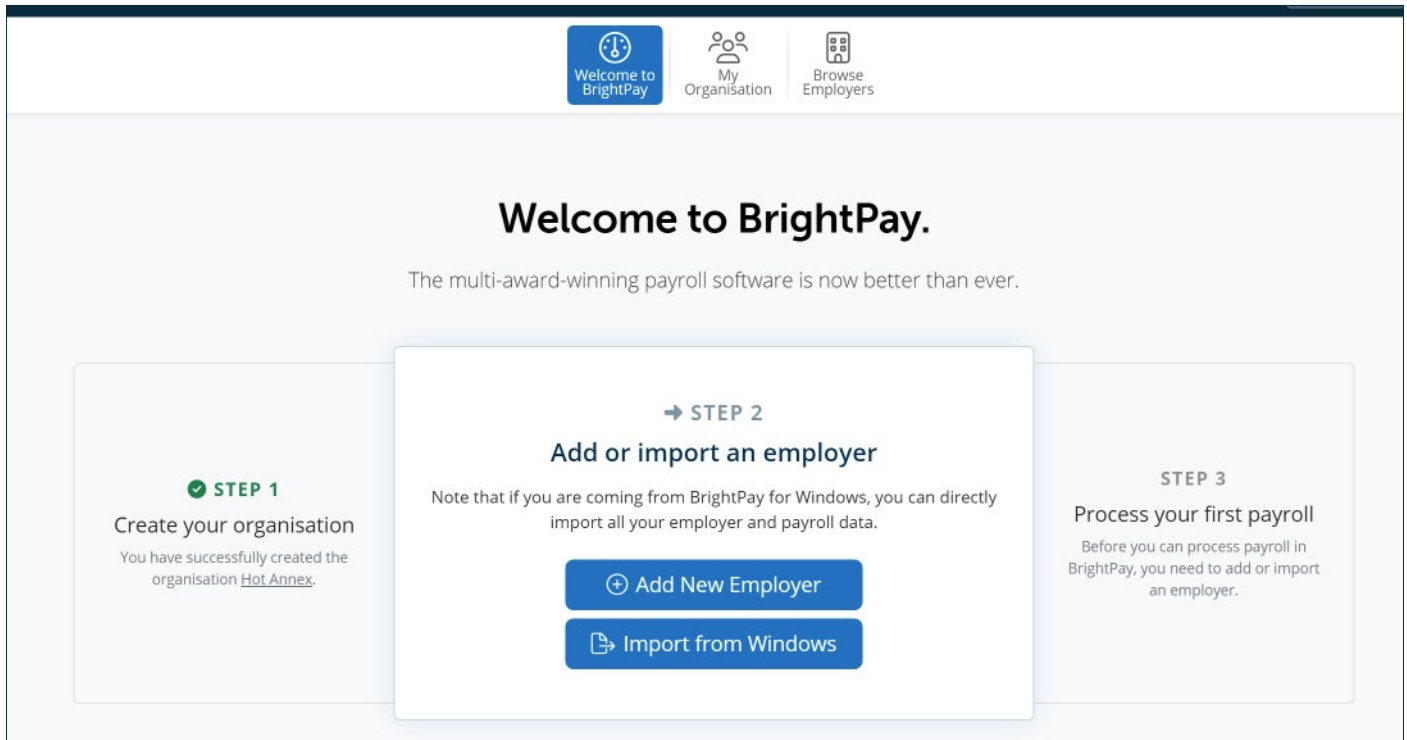 Welcome to
BrightPay
My
Organisation
Browse
Employers
Welcome to BrightPay.
The multi-award-winning payroll software is now better than ever.
STEP 1
Create your organisation
You have successfully created the
organisation Hot Annex.
STEP 2
Add or import an employer
Note that if you are coming from BrightPay for Windows, you can directly
import all your employer and payroll data.
Add New Employer
Import from Windows
STEP 3
Process your first payroll
Before you can process payroll in
BrightPay, you need to add or import
an employer.